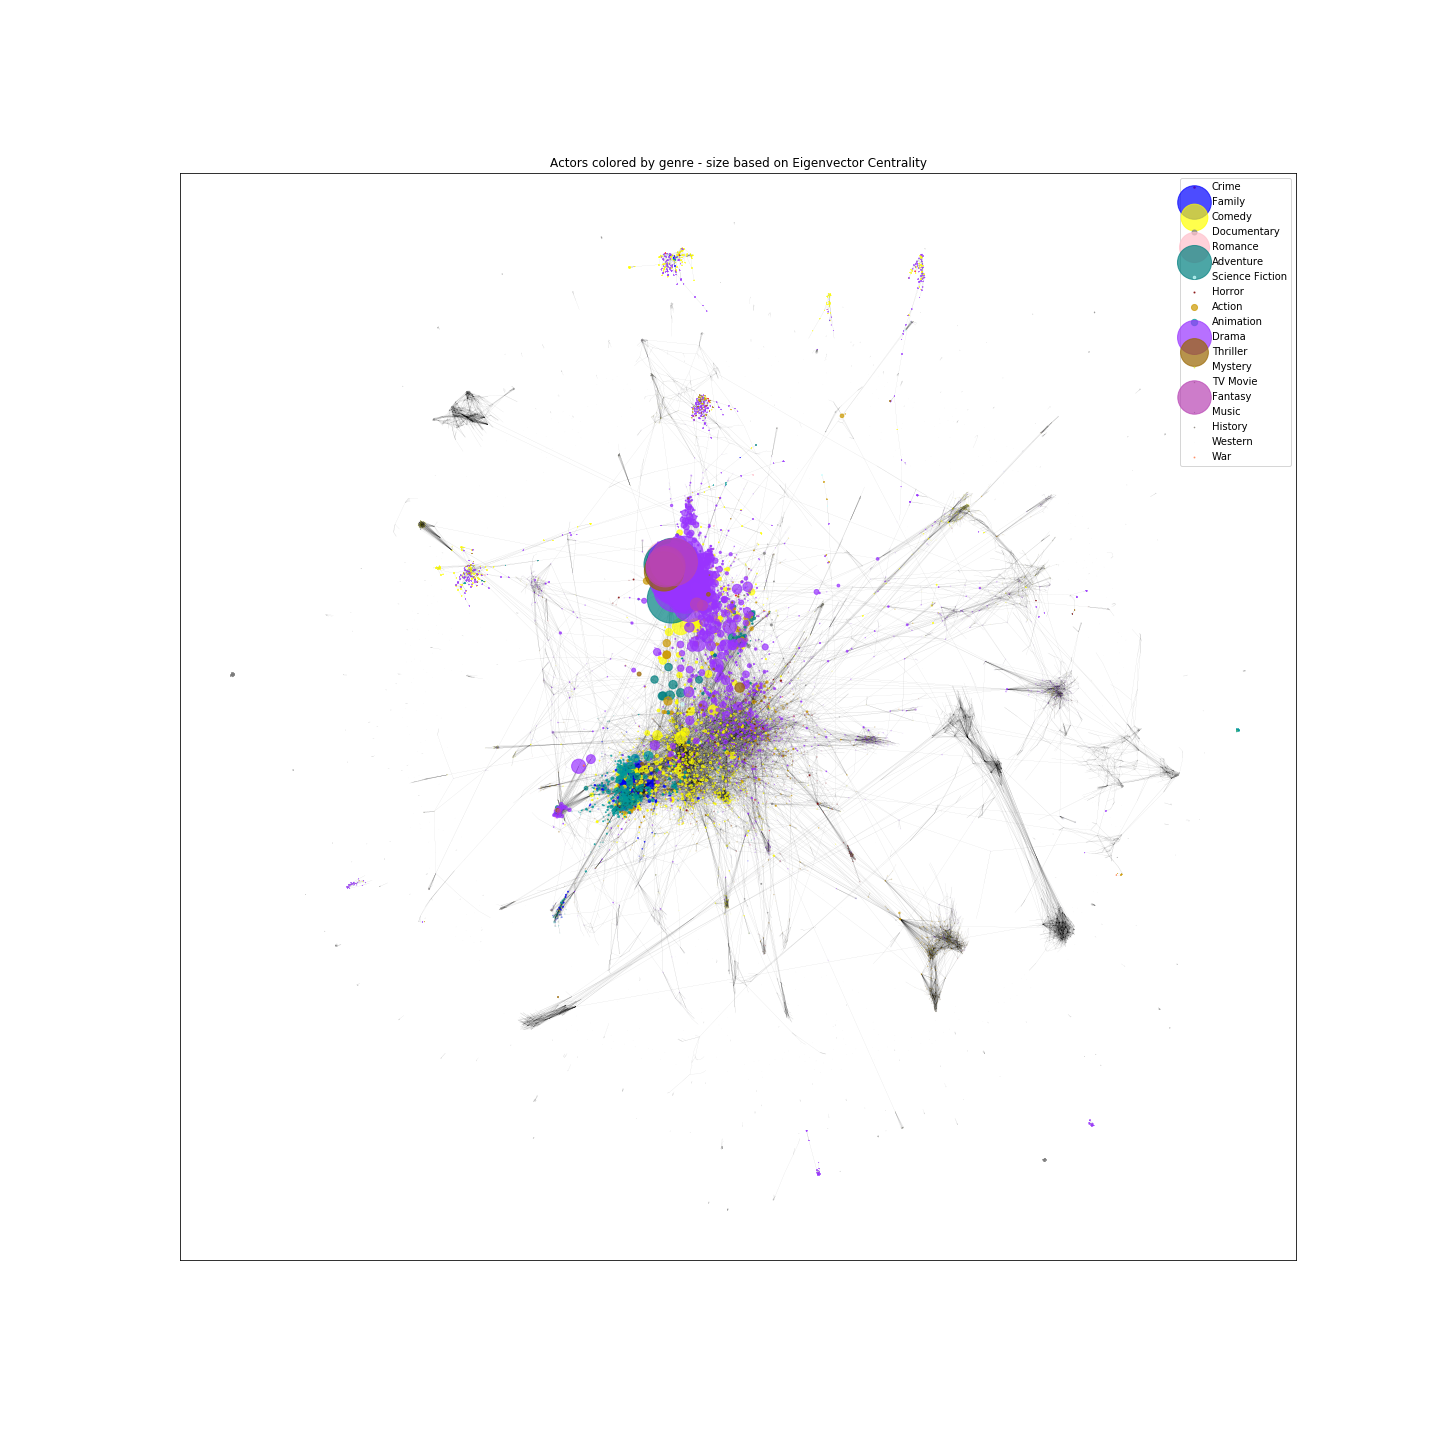 Actors colored by genre - size based on Eigenvector Centrality
Crime
Family
Comedy
Documentary
Romance
Adventure
Science Fiction
Horror
Action
Animation
Drama
Thriller
Mystery
TV Movie
Fantasy
Music
History
Western
War